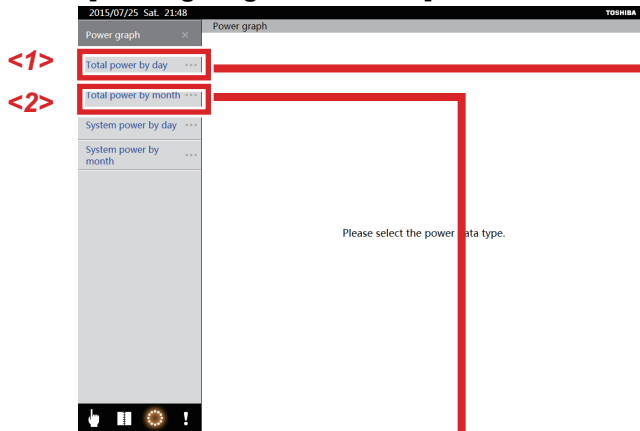 2015/07/25 Sat. 21:48
TOSHIBA
Power graph ×
Power graph
<1>
Total power by day ...
<2>
Total power by month ...
System power by day ...
System power by
month ...
Please select the power ata type.